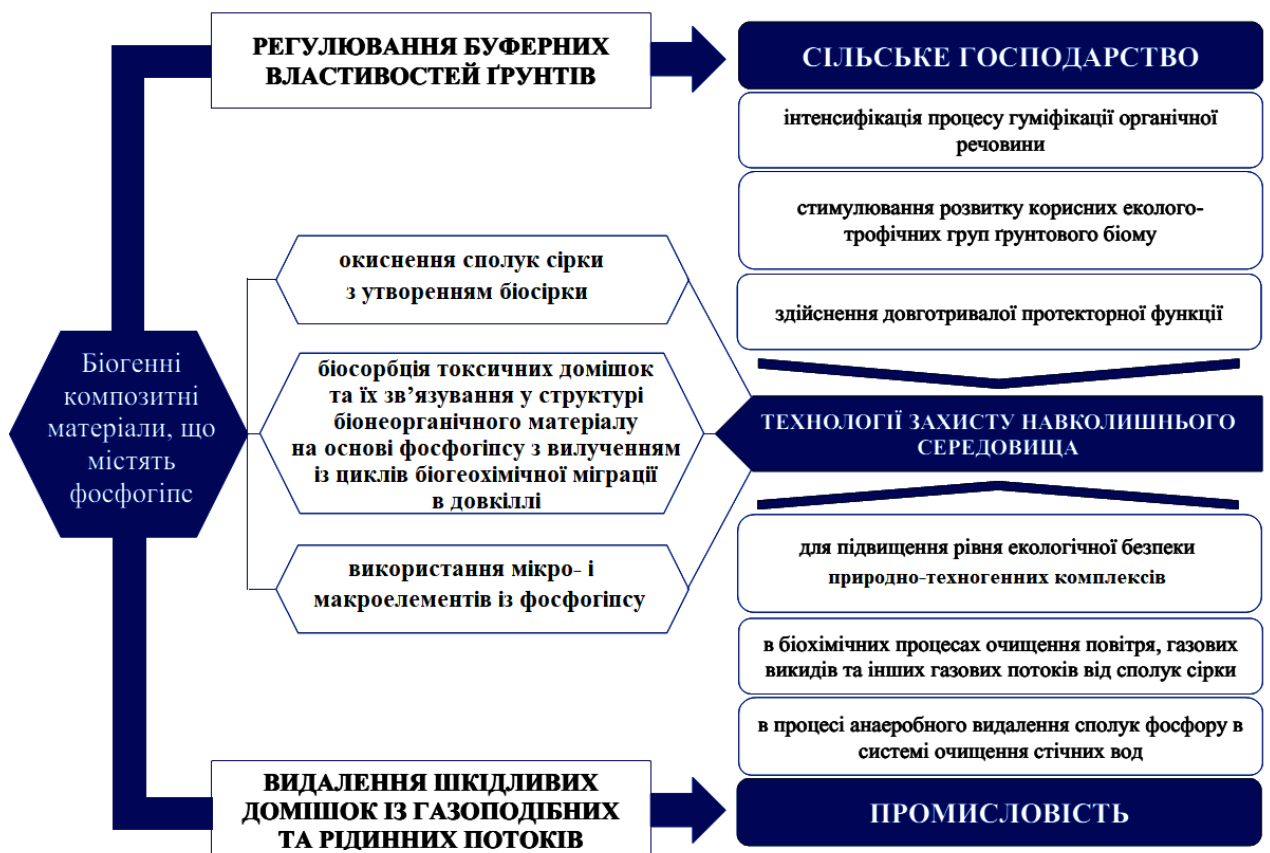 РЕГУЛЮВАННЯ БУФЕРНИХ
ВЛАСТИВОСТЕЙ ҐРУНТІВ
СІЛЬСЬКЕ ГОСПОДАРСТВО
інтенсифікація процесу гуміфікації органічної
речовини
стимулювання розвитку корисних еколого-
трофічних груп ґрунтового біому
здійснення довготривалої протекторної функції
Біогенні
композитні
матеріали, що
містять
фосфогіпс
окиснення сполук сірки
з утворенням біосірки
біосорбція токсичних домішок
та їх зв’язування у структурі
біонеорганічного матеріалу
на основі фосфогіпсу з вилученням
із циклів біогеохімічної міграції
в довкіллі
використання мікро- і
макроелементів із фосфогіпсу
ТЕХНОЛОГІЇ ЗАХИСТУ НАВКОЛИШНЬОГО
СЕРЕДОВИЩА
для підвищення рівня екологічної безпеки
природно-техногенних комплексів
в біохімічних процесах очищення повітря, газових
викидів та інших газових потоків від сполук сірки
в процесі анаеробного видалення сполук фосфору в
системі очищення стічних вод
ВИДАЛЕННЯ ШКІДЛИВИХ
ДОМІШОК ІЗ ГАЗОПОДІБНИХ
ТА РІДИННИХ ПОТОКІВ
ПРОМИСЛОВІСТЬ